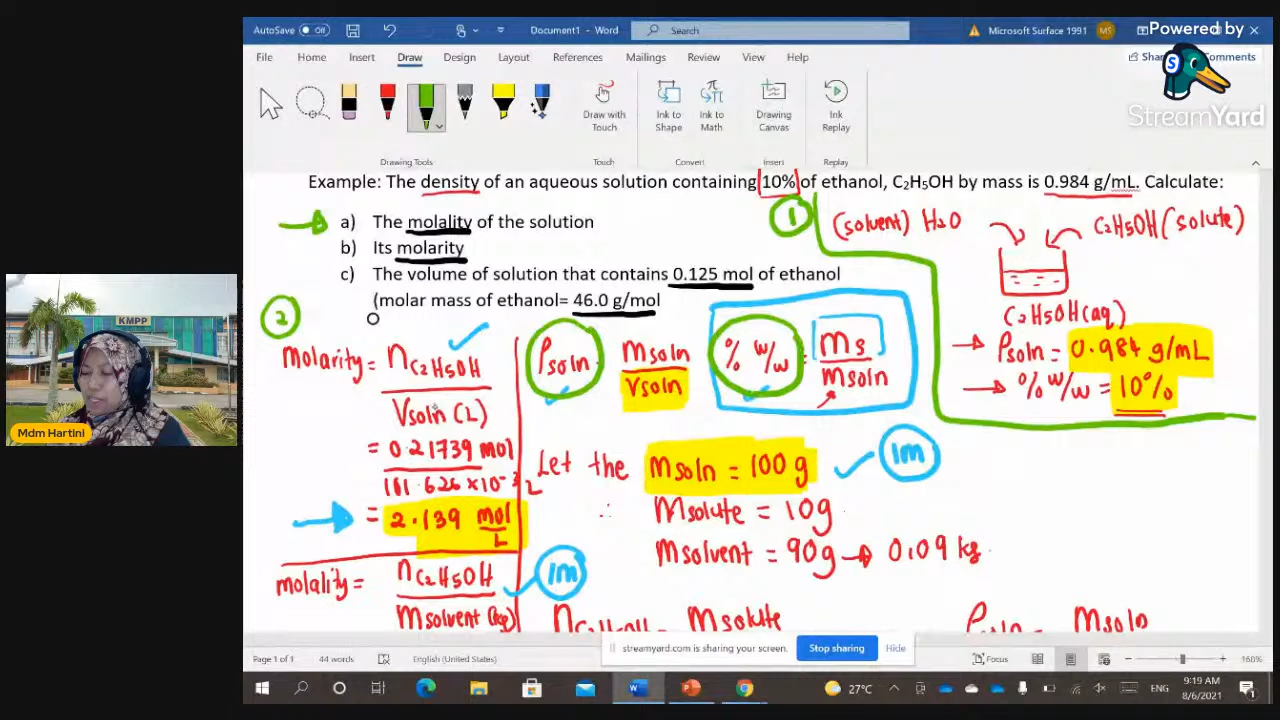 AutoSave Off Document1 - Word Search Microsoft Surface 1991 MS
Powered by
StreamYard
File Home Insert Draw Design Layout References Mailings Review View Help Comments
Draw with Touch
Ink to Shape
Ink to Math
Drawing Canvas
Ink Replay
Drawing Tools Touch Convert Insert Replay
Example: The density of an aqueous solution containing 10% of ethanol, C2H5OH by mass is 0.984 g/mL. Calculate:
a) The molality of the solution
b) Its molarity
c) The volume of solution that contains 0.125 mol of ethanol
(molar mass of ethanol= 46.0 g/mol
1
(solvent) H2O C2H5OH (solute)
C2H5OH(aq)
ρsoln = 0.984 g/mL
% w/w = 10%
2
molarity = nC2H5OH
Vsoln (L)
= 0.21739 mol
= 2.139 mol
L
molality = nC2H5OH
msolvent (kg)
1m
ρsoln = msoln
Vsoln
% w/w = ms
msoln
Let the msoln = 100 g 1m
∴ msolute = 10g
msolvent = 90g → 0.09 kg
nC2H5OH = msolute
ρsoln = msoln
KMPP
Mdm Hartini
streamyard.com is sharing your screen. Stop sharing Hide
Page 1 of 1 44 words English (United States) Focus 160%
27°C ENG 9:19 AM
8/6/2021